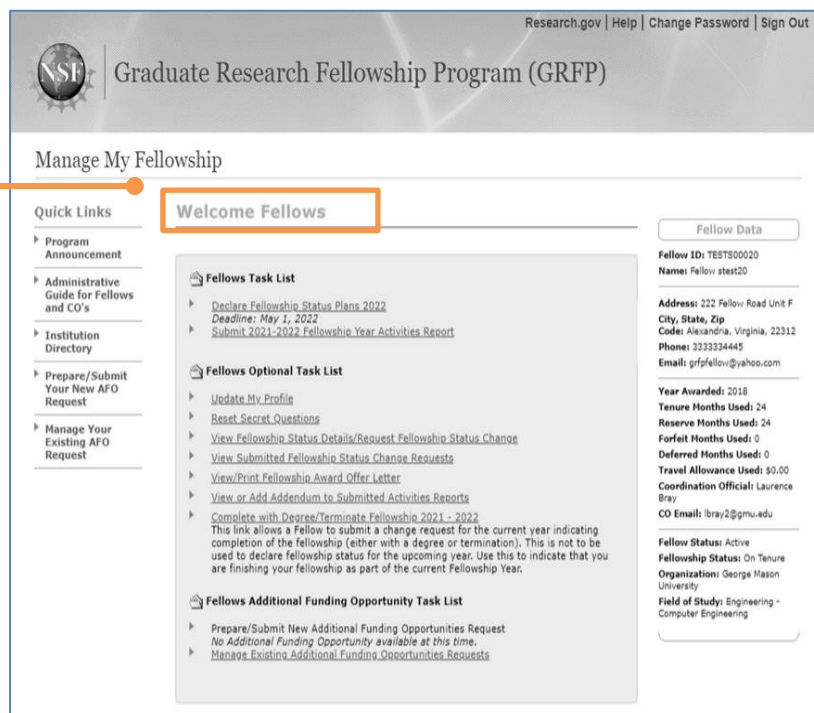 Research.gov | Help | Change Password | Sign Out
NSF
Graduate Research Fellowship Program (GRFP)
Manage My Fellowship
Quick Links
Program
Announcement
Administrative
Guide for Fellows
and CO's
Institution
Directory
Prepare/Submit
Your New AFO
Request
Manage Your
Existing AFO
Request
Welcome Fellows
Fellows Task List
Declare Fellowship Status Plans 2022
Deadline: May 1, 2022
Submit 2021-2022 Fellowship Year Activities Report
Fellows Optional Task List
Update My Profile
Reset Secret Questions
View Fellowship Status Details/Request Fellowship Status Change
View Submitted Fellowship Status Change Requests
View/Print Fellowship Award Offer Letter
View or Add Addendum to Submitted Activities Reports
Complete with Degree/Terminate Fellowship 2021 - 2022
This link allows a Fellow to submit a change request for the current year indicating
completion of the fellowship (either with a degree or termination). This is not to be
used to declare fellowship status for the upcoming year. Use this to indicate that you
are finishing your fellowship as part of the current Fellowship Year.
Fellows Additional Funding Opportunity Task List
Prepare/Submit New Additional Funding Opportunities Request
No Additional Funding Opportunity available at this time.
Manage Existing Additional Funding Opportunities Requests
Fellow Data
Fellow ID: TESTS00020
Name: Fellow stest20
Address: 222 Fellow Road Unit F
City, State, Zip
Code: Alexandria, Virginia, 22312
Phone: 3333334445
Email: grfpfellow@yahoo.com
Year Awarded: 2018
Tenure Months Used: 24
Reserve Months Used: 24
Forfeit Months Used: 0
Deferred Months Used: 0
Travel Allowance Used: $0.00
Coordination Official: Laurence
Bray
CO Email: lbray2@gmu.edu
Fellow Status: Active
Fellowship Status: On Tenure
Organization: George Mason
University
Field of Study: Engineering -
Computer Engineering